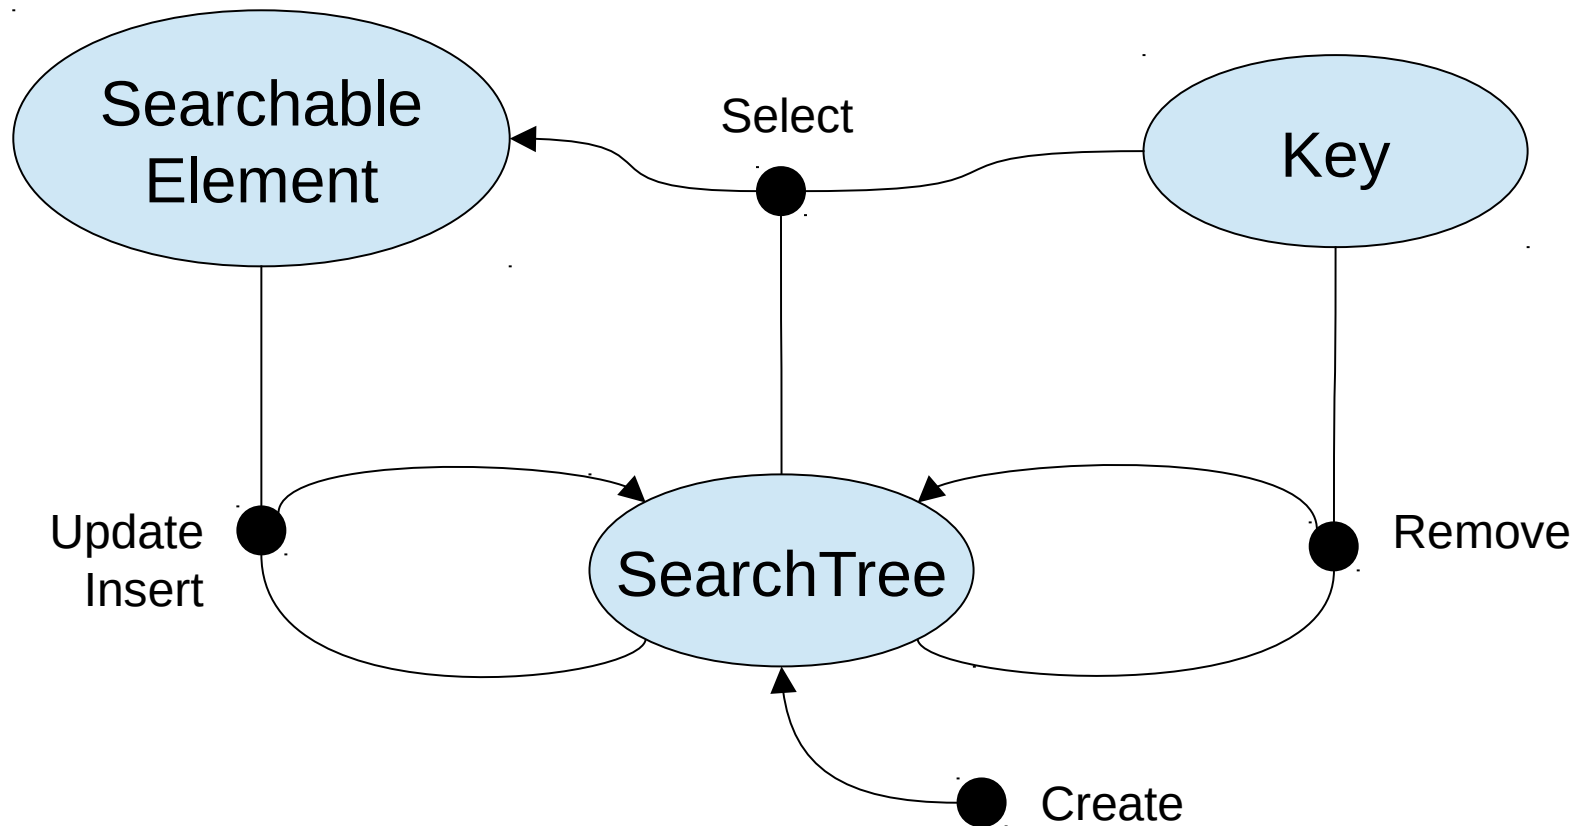 Searchable
Element
Select
Key
Update
Insert
SearchTree
Remove
Create